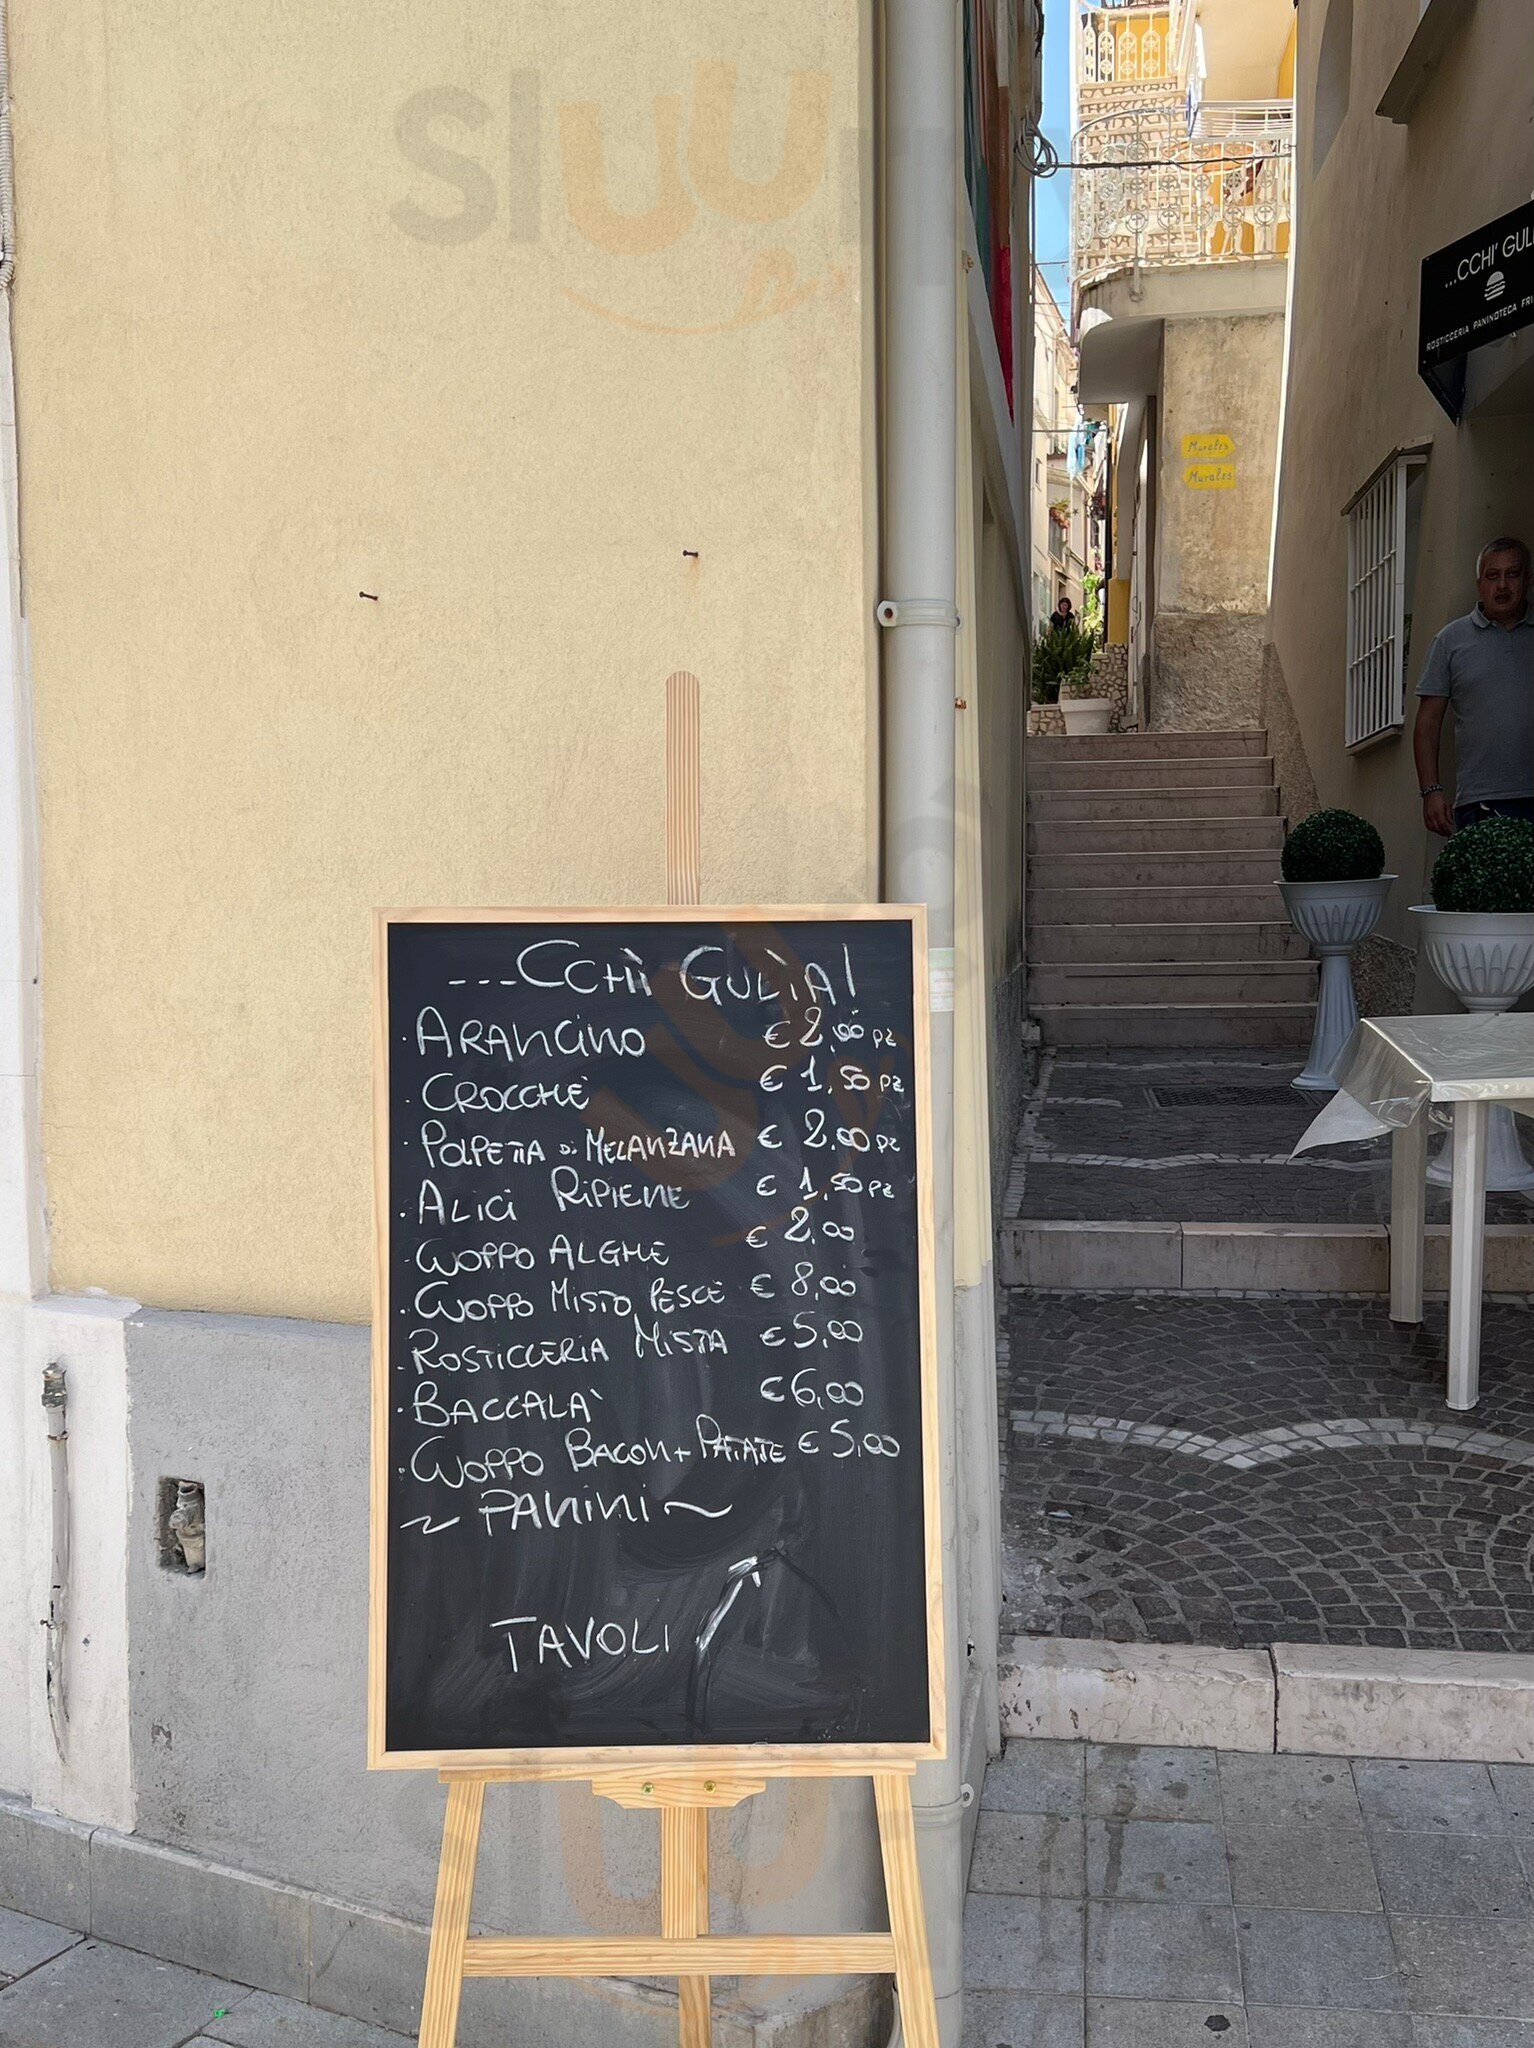 ...CCHI' GULI
ROSTICCERIA PANINOTECA FRI
Murales
Murales
---CCHÌ GULÌA!
· ARANCINO € 2,00 PZ
· CROCCHÈ € 1,50 PZ
· POLPETTA DI MELANZANA € 2.00 PZ
· ALICI RIPIENE € 1,50 PZ
· CUOPPO ALGHE € 2.00
· CUOPPO MISTO PESCE € 8,00
· ROSTICCERIA MISTA € 5,00
· BACCALA' € 6,00
· CUOPPO BACON + PATATE € 5,00
~ PANINI ~
TAVOLI